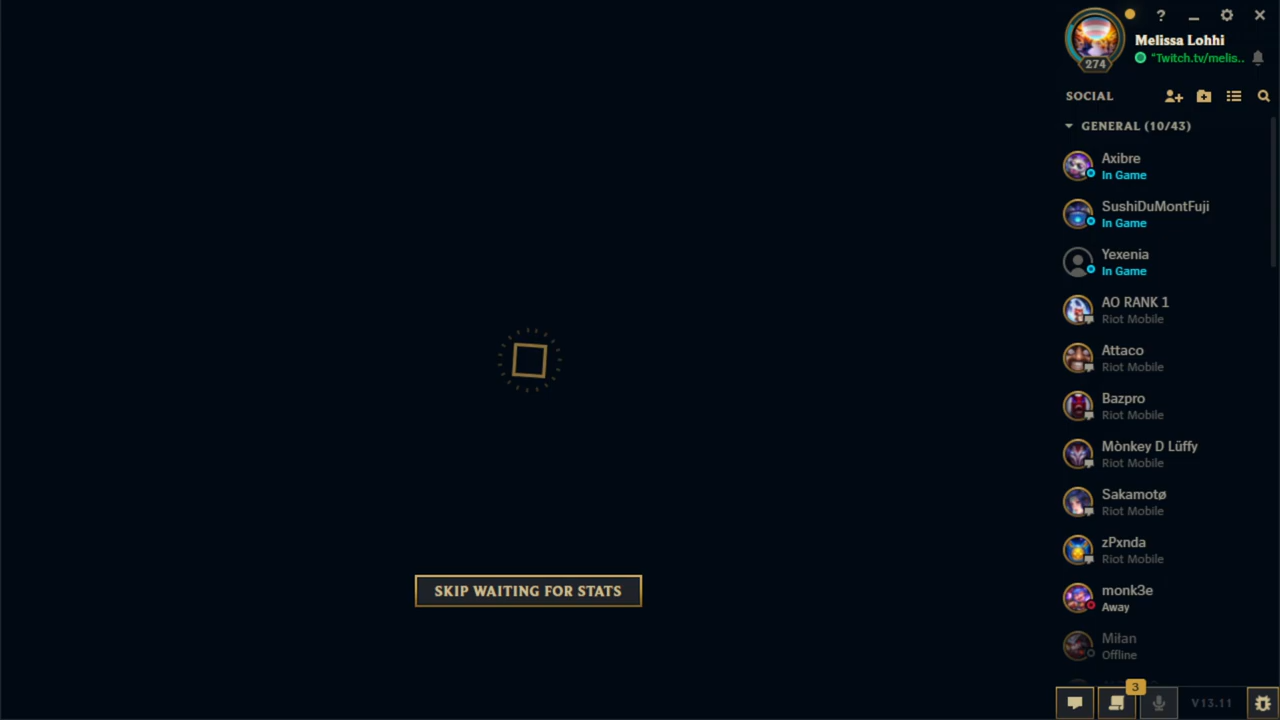 ?
Melissa Lohhi
274
"Twitch.tv/melis..
SOCIAL
GENERAL (10/43)
Axibre
In Game
SushiDuMontFuji
In Game
Yexenia
In Game
AO RANK 1
Riot Mobile
Attaco
Riot Mobile
Bazpro
Riot Mobile
Mònkey D Lüffy
Riot Mobile
Sakamotø
Riot Mobile
zPxnda
Riot Mobile
monk3e
Away
Milan
Offline
SKIP WAITING FOR STATS
3
V13.11